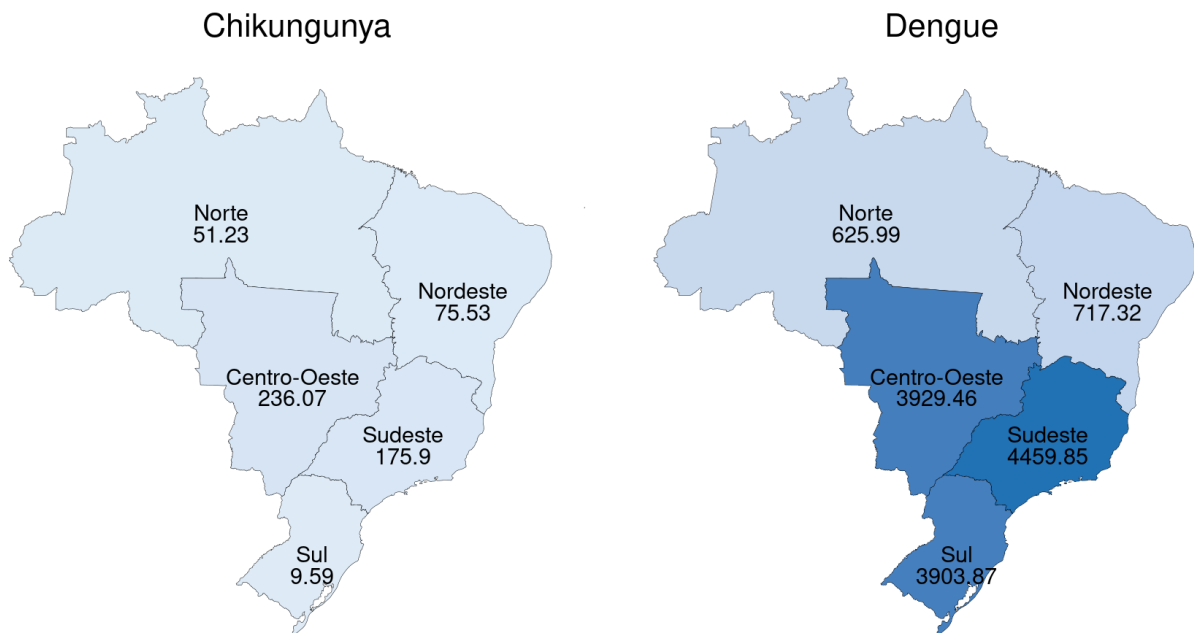 Chikungunya
Norte
51.23
Nordeste
75.53
Centro-Oeste
236.07
Sudeste
175.9
Sul
9.59
Dengue
Norte
625.99
Nordeste
717.32
Centro-Oeste
3929.46
Sudeste
4459.85
Sul
3903.87